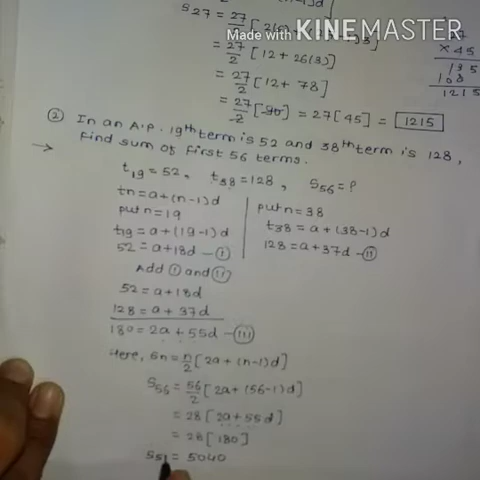 Made with KINEMASTER
S27 = 27/2 [2(6)
= 27/2 [12 + 26(3)]
= 27/2 [12 + 78]
= 27/2 [90] = 27[45] = 1215
× 45
195
108
1215
② In an A.P. 19th term is 52 and 38th term is 128,
find sum of first 56 terms.
→ t19 = 52, t38 = 128, S56 = ?
tn = a + (n-1)d
put n = 19
t19 = a + (19-1)d
52 = a + 18d — Ⅰ
put n = 38
t38 = a + (38-1)d
128 = a + 37d — Ⅱ
Add Ⅰ and Ⅱ
52 = a + 18d
128 = a + 37d
180 = 2a + 55d — Ⅲ
Here, Sn = n/2 [2a + (n-1)d]
S56 = 56/2 [2a + (56-1)d]
= 28 [2a + 55d]
= 28 [180]
= 5040